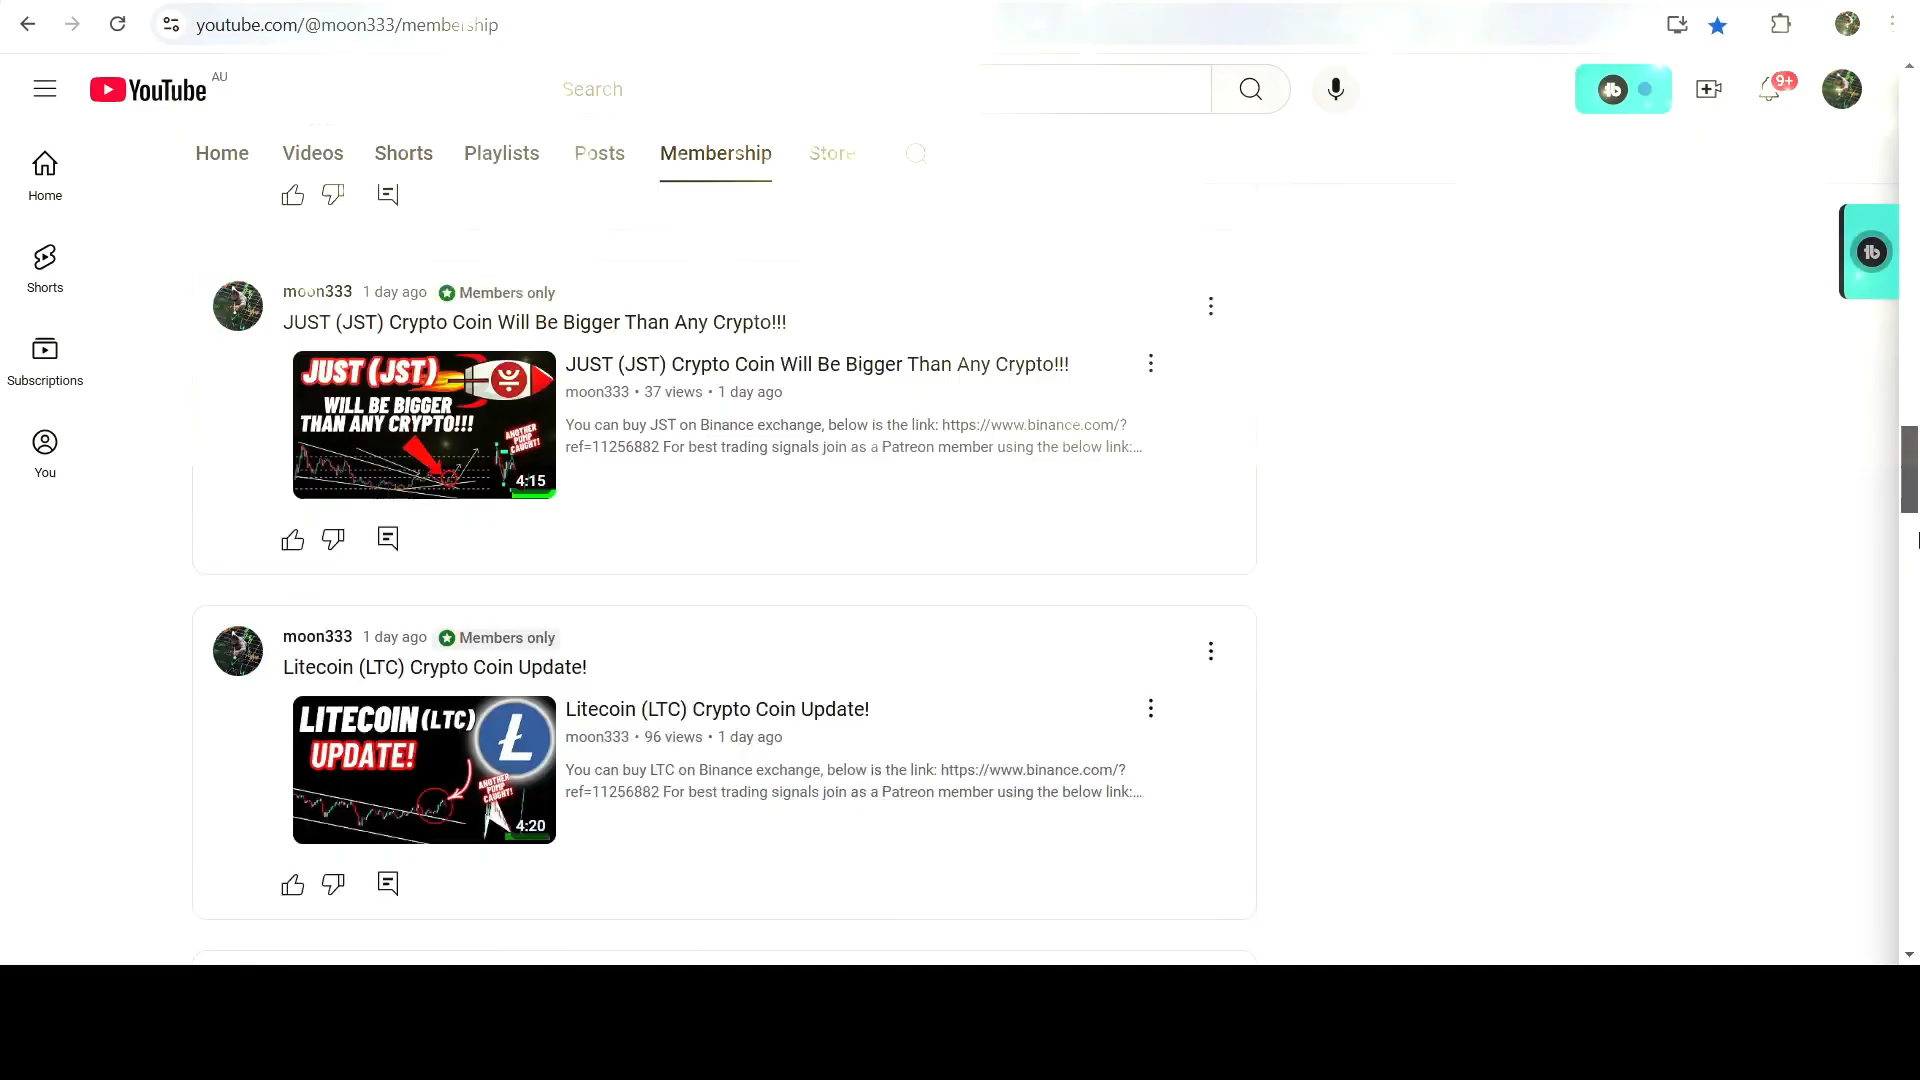 youtube.com/@moon333/membership
YouTube AU
Search
9+
Home Videos Shorts Playlists Posts Membership Store
Home
Shorts
Subscriptions
You
moon333 1 day ago Members only
JUST (JST) Crypto Coin Will Be Bigger Than Any Crypto!!!
JUST (JST)
WILL BE BIGGER
THAN ANY CRYPTO!!!
ANOTHER
PUMP
CAUGHT!
4:15
JUST (JST) Crypto Coin Will Be Bigger Than Any Crypto!!!
moon333 • 37 views • 1 day ago
You can buy JST on Binance exchange, below is the link: https://www.binance.com/?
ref=11256882 For best trading signals join as a Patreon member using the below link:...
moon333 1 day ago Members only
Litecoin (LTC) Crypto Coin Update!
LITECOIN (LTC)
UPDATE!
ANOTHER
PUMP
CAUGHT!
4:20
Litecoin (LTC) Crypto Coin Update!
moon333 • 96 views • 1 day ago
You can buy LTC on Binance exchange, below is the link: https://www.binance.com/?
ref=11256882 For best trading signals join as a Patreon member using the below link:...